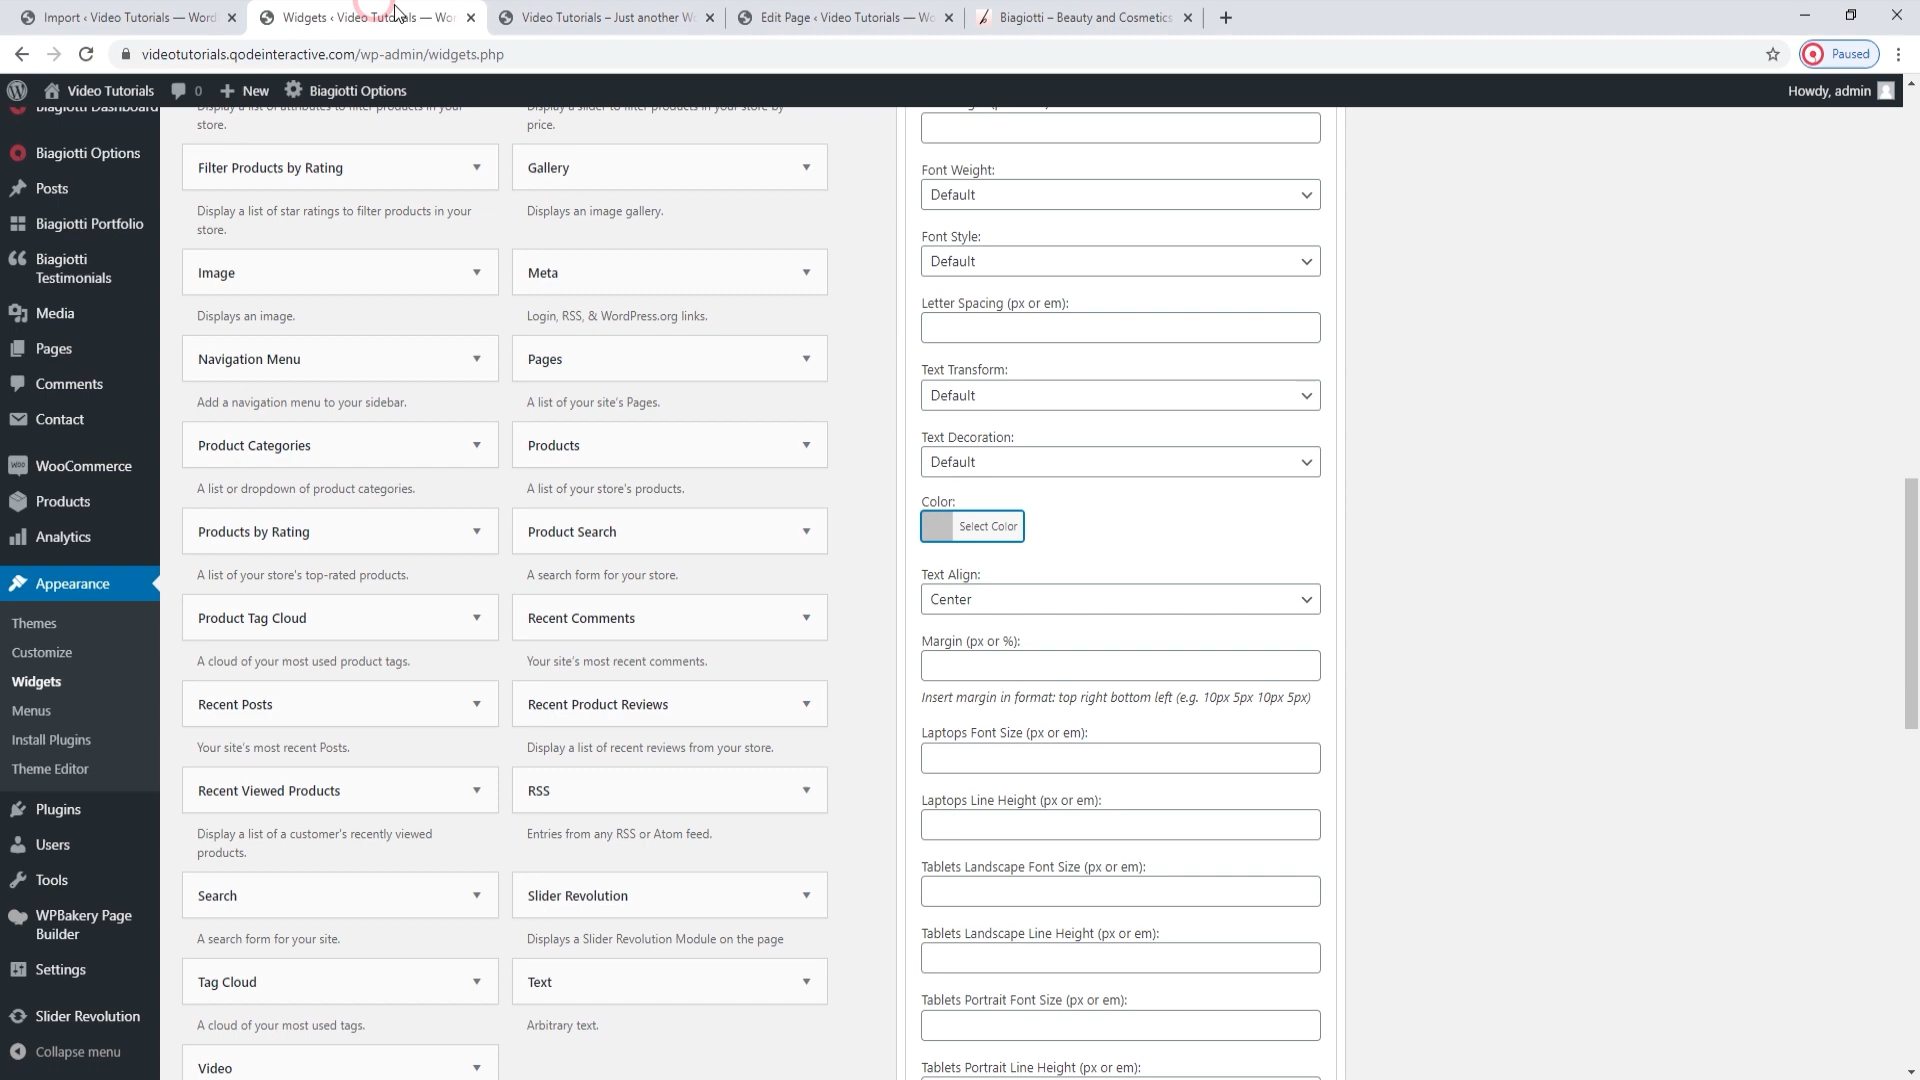 Import ‹ Video Tutorials — Word
Widgets ‹ Video Tutorials — Wor
Video Tutorials – Just another Wo
Edit Page ‹ Video Tutorials — Wo
Biagiotti – Beauty and Cosmetics
videotutorials.qodeinteractive.com/wp-admin/widgets.php
Paused
Video Tutorials
0
New
Biagiotti Options
Howdy, admin
Biagiotti Dashboard
Biagiotti Options
Posts
Biagiotti Portfolio
Biagiotti
Testimonials
Media
Pages
Comments
Contact
WooCommerce
Products
Analytics
Appearance
Themes
Customize
Widgets
Menus
Install Plugins
Theme Editor
Plugins
Users
Tools
WPBakery Page
Builder
Settings
Slider Revolution
Collapse menu
Display a list of attributes to filter products in your
store.
Display a slider to filter products in your store by
price.
Filter Products by Rating
Gallery
Display a list of star ratings to filter products in your
store.
Displays an image gallery.
Image
Meta
Displays an image.
Login, RSS, & WordPress.org links.
Navigation Menu
Pages
Add a navigation menu to your sidebar.
A list of your site's Pages.
Product Categories
Products
A list or dropdown of product categories.
A list of your store's products.
Products by Rating
Product Search
A list of your store's top-rated products.
A search form for your store.
Product Tag Cloud
Recent Comments
A cloud of your most used product tags.
Your site's most recent comments.
Recent Posts
Recent Product Reviews
Your site's most recent Posts.
Display a list of recent reviews from your store.
Recent Viewed Products
RSS
Display a list of a customer's recently viewed
products.
Entries from any RSS or Atom feed.
Search
Slider Revolution
A search form for your site.
Displays a Slider Revolution Module on the page
Tag Cloud
Text
A cloud of your most used tags.
Arbitrary text.
Video
Font Weight:
Default
Font Style:
Default
Letter Spacing (px or em):
Text Transform:
Default
Text Decoration:
Default
Color:
Select Color
Text Align:
Center
Margin (px or %):
Insert margin in format: top right bottom left (e.g. 10px 5px 10px 5px)
Laptops Font Size (px or em):
Laptops Line Height (px or em):
Tablets Landscape Font Size (px or em):
Tablets Landscape Line Height (px or em):
Tablets Portrait Font Size (px or em):
Tablets Portrait Line Height (px or em):